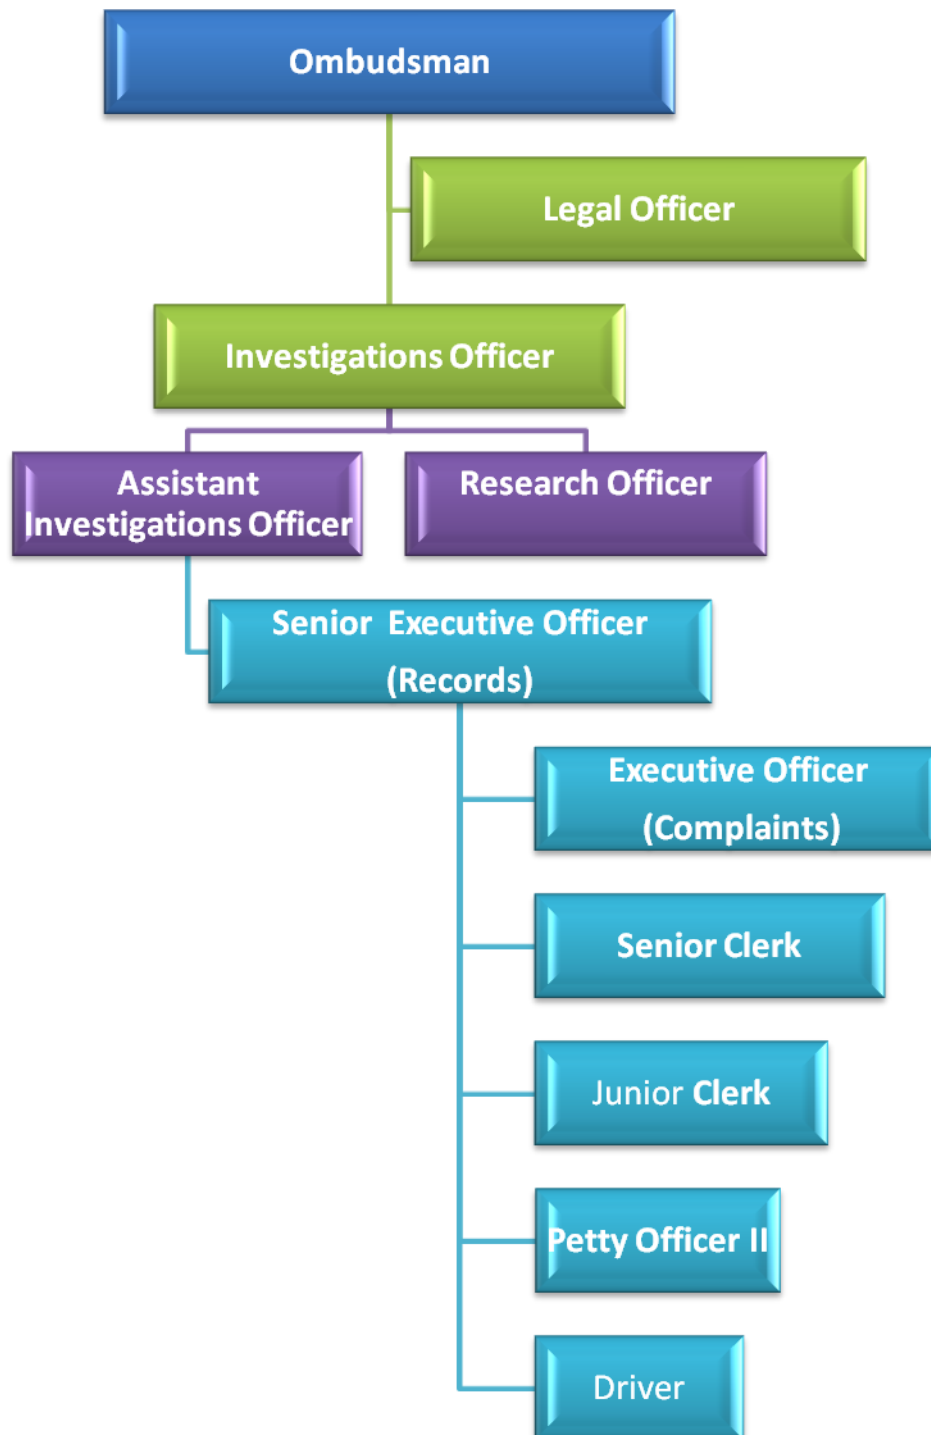 Ombudsman
Legal Officer
Investigations Officer
Assistant
Investigations Officer
Research Officer
Senior Executive Officer
(Records)
Executive Officer
(Complaints)
Senior Clerk
Junior Clerk
Petty Officer II
Driver